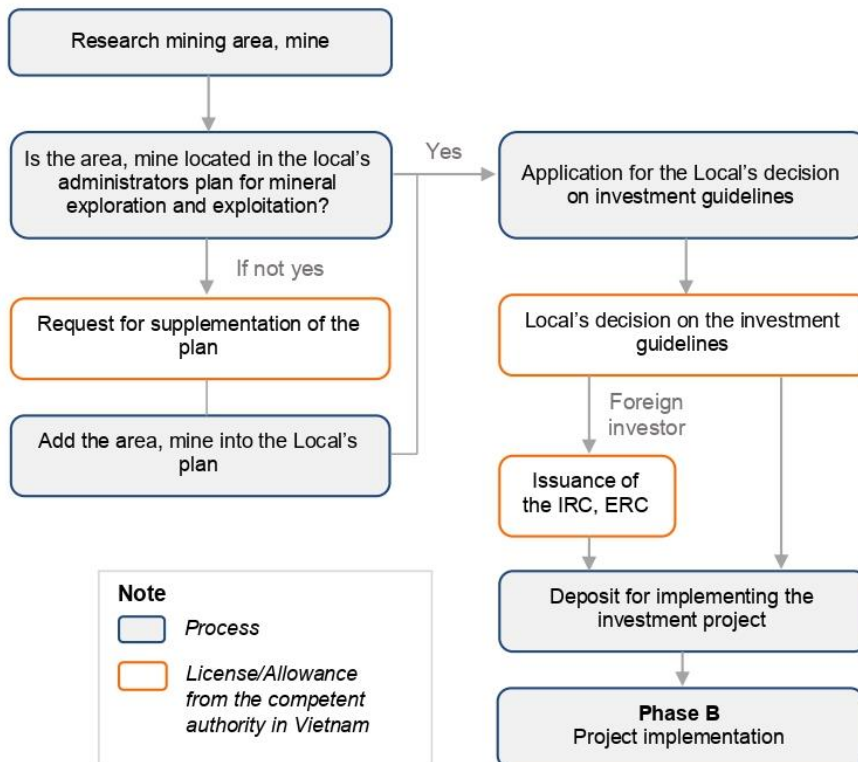 Research mining area, mine
Is the area, mine located in the local's
administrators plan for mineral
exploration and exploitation?
Yes
If not yes
Request for supplementation of the
plan
Add the area, mine into the Local's
plan
Application for the Local's decision
on investment guidelines
Local's decision on the investment
guidelines
Foreign
investor
Issuance of
the IRC, ERC
Deposit for implementing the
investment project
Phase B
Project implementation
Note
Process
License/Allowance
from the competent
authority in Vietnam